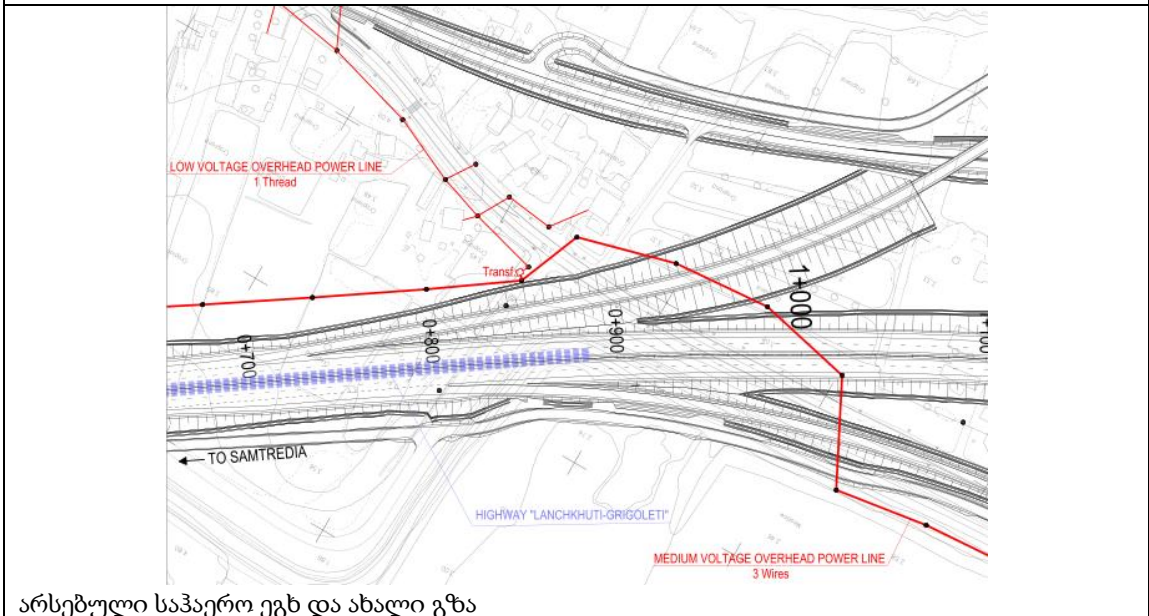 LOW VOLTAGE OVERHEAD POWER LINE
1 Thread
Transf.
1+000
0+900
0+800
0+700
TO SAMTREDIA
HIGHWAY "LANCHKHUTI-GRIGOLETI"
MEDIUM VOLTAGE OVERHEAD POWER LINE
3 Wires
არსებული საჰაერო ეგხ და ახალი გზა